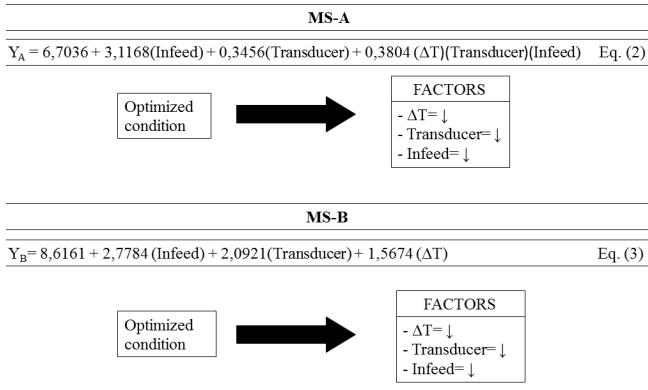 MS-A
Y_A = 6,7036 + 3,1168(Infeed) + 0,3456(Transducer) + 0,3804 (ΔT)(Transducer)(Infeed) Eq. (2)
Optimized
condition
FACTORS
- ΔT= ↓
- Transducer= ↓
- Infeed= ↓
MS-B
Y_B= 8,6161 + 2,7784 (Infeed) + 2,0921(Transducer) + 1,5674 (ΔT) Eq. (3)
Optimized
condition
FACTORS
- ΔT= ↓
- Transducer= ↓
- Infeed= ↓